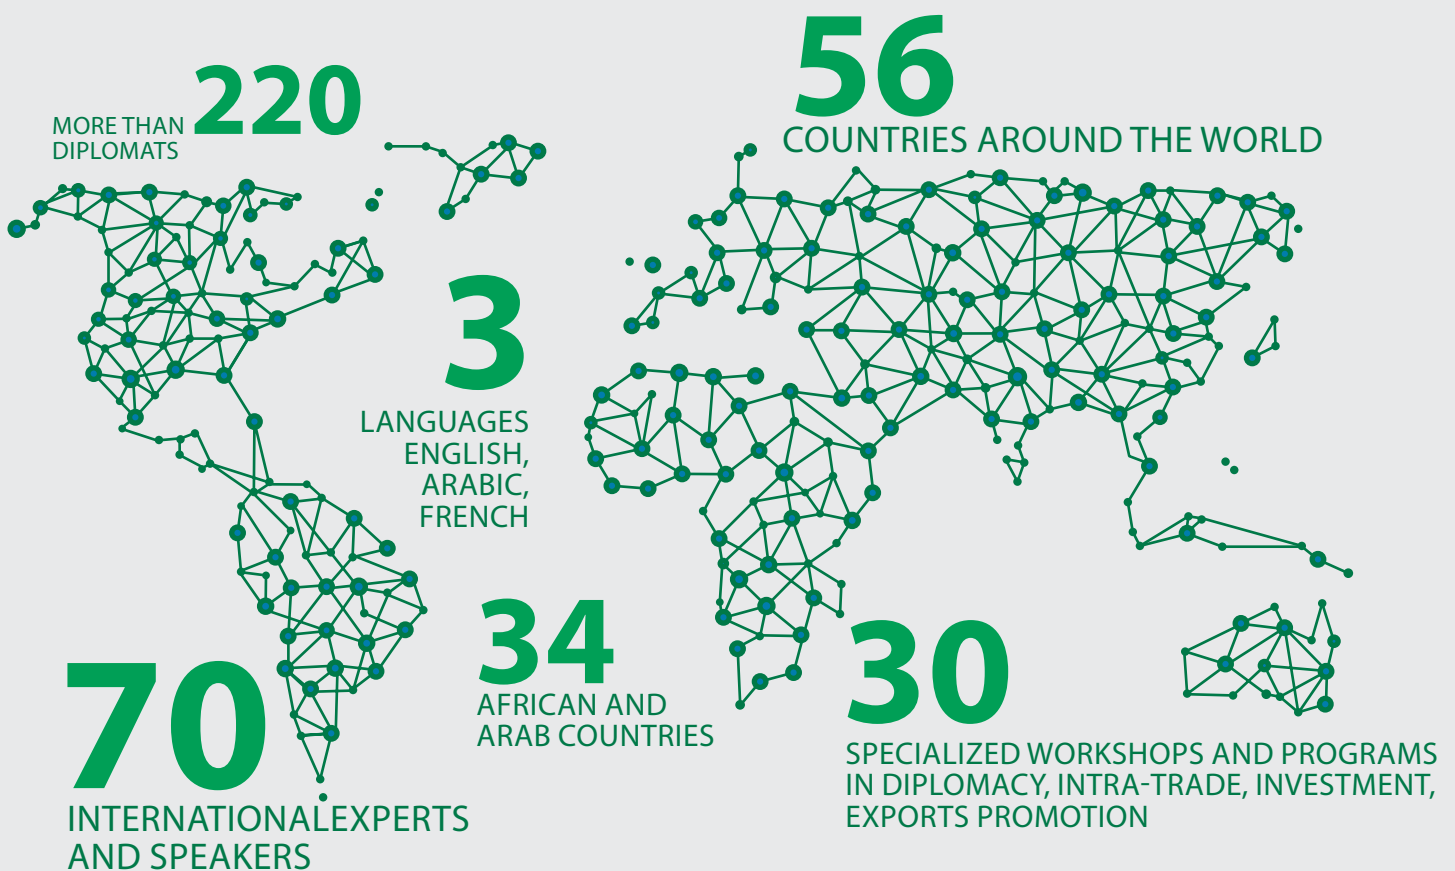 220
MORE THAN
DIPLOMATS
56
COUNTRIES AROUND THE WORLD
3
LANGUAGES
ENGLISH,
ARABIC,
FRENCH
34
AFRICAN AND
ARAB COUNTRIES
70
INTERNATIONALEXPERTS
AND SPEAKERS
30
SPECIALIZED WORKSHOPS AND PROGRAMS
IN DIPLOMACY, INTRA-TRADE, INVESTMENT,
EXPORTS PROMOTION